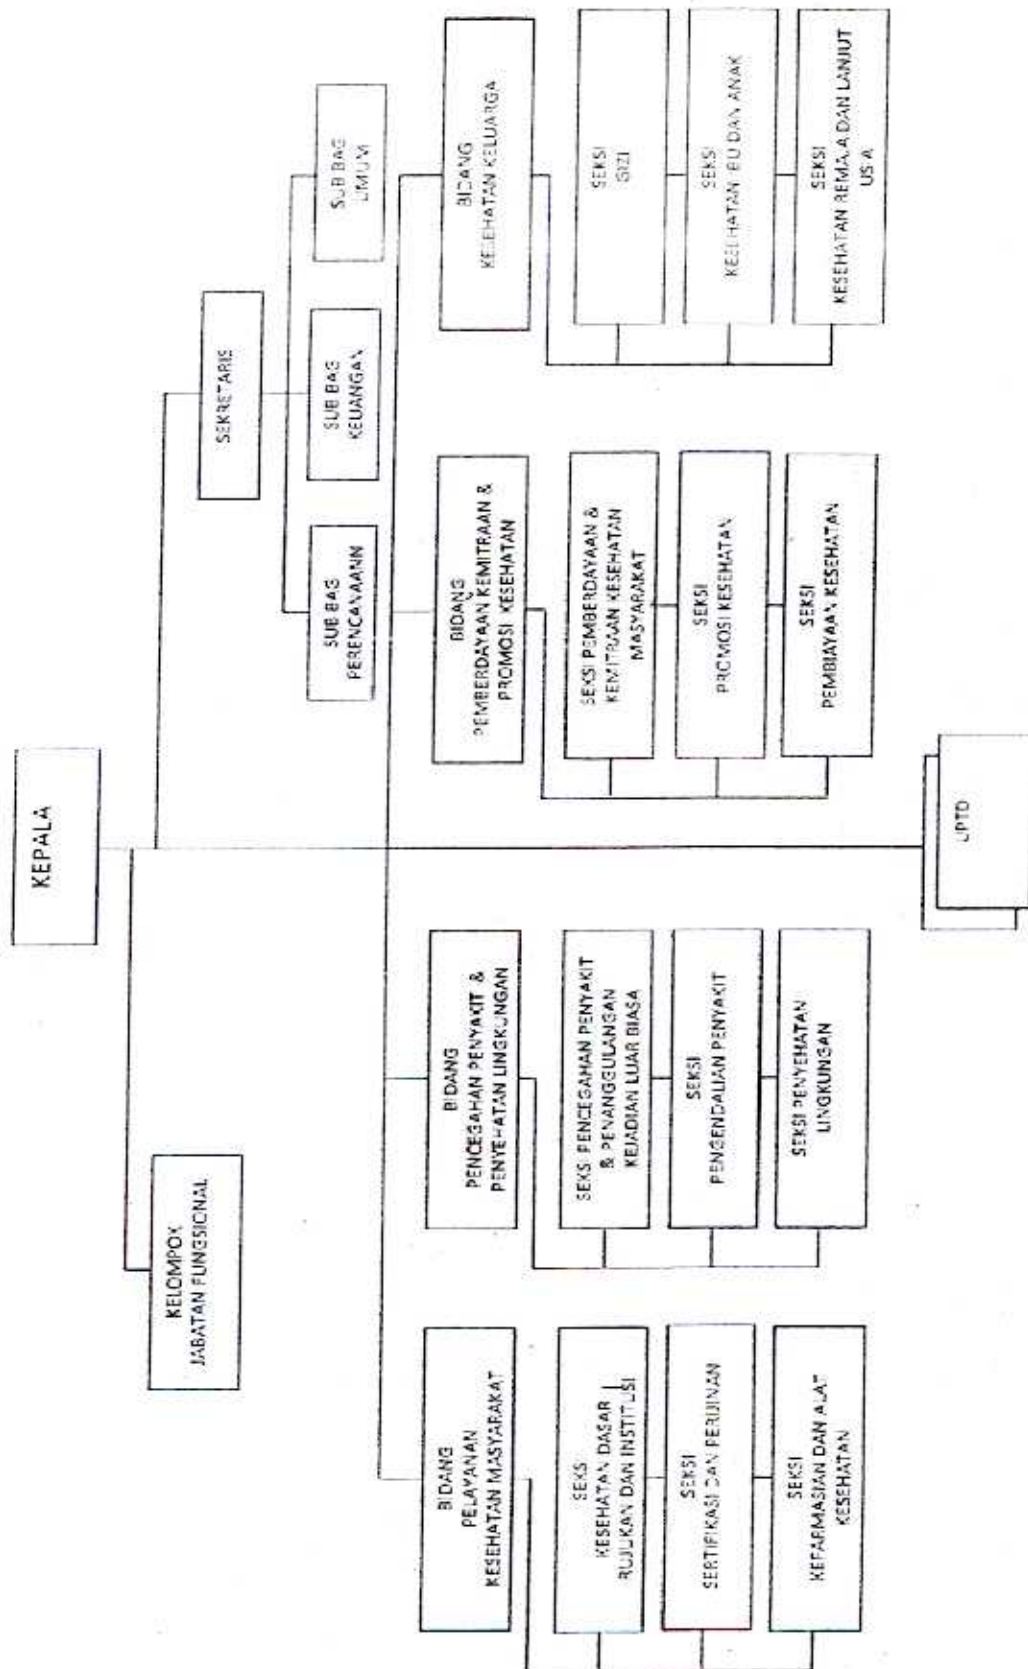 KEPALA
KELOMPOK
JABATAN FUNGSIONAL
SEKRETARIS
SUB BAG
PERENCANAANN
SUB BAG
KEUANGAN
SUB BAG
UMUM
BIDANG
PELAYANAN
KESEHATAN MASYARAKAT
BIDANG
PENCEGAHAN PENYAKIT &
PENYEHATAN LINGKUNGAN
BIDANG
PEMBERDAYAAN KEMITRAAN &
PROMOSI KESEHATAN
BIDANG
KESEHATAN KELUARGA
SEKSI
KESEHATAN DASAR
RUJUKAN DAN INSTITUSI
SEKSI
SERTIFIKASI DAN PERIJINAN
SEKSI
KEFARMASIAN DAN ALAT
KESEHATAN
SEKSI PENCEGAHAN PENYAKIT
& PENANGGULANGAN
KEJADIAN LUAR BIASA
SEKSI
PENGENDALIAN PENYAKIT
SEKSI PENYEHATAN
LINGKUNGAN
SEKSI PEMBERDAYAAN &
KEMITRAAN KESEHATAN
MASYARAKAT
SEKSI
PROMOSI KESEHATAN
SEKSI
PEMBIAYAAN KESEHATAN
SEKSI
GIZI
SEKSI
KESEHATAN IBU DAN ANAK
SEKSI
KESEHATAN REMAJA DAN LANJUT
USIA
UPTD